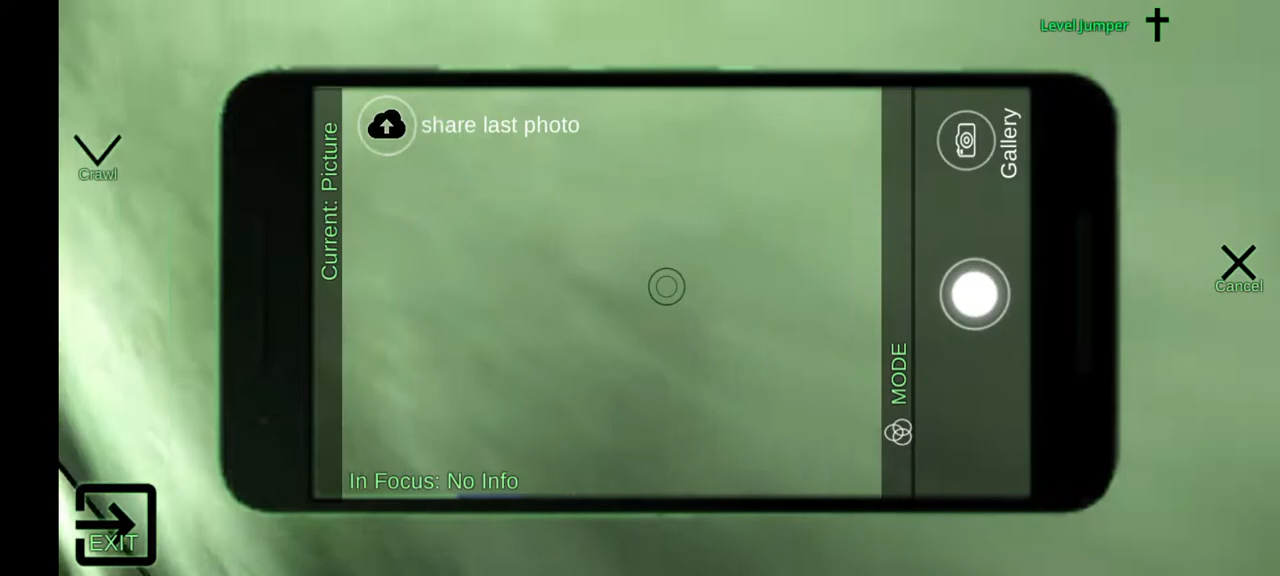 Level Jumper
share last photo
Current: Picture
Gallery
Crawl
Cancel
MODE
In Focus: No Info
EXIT